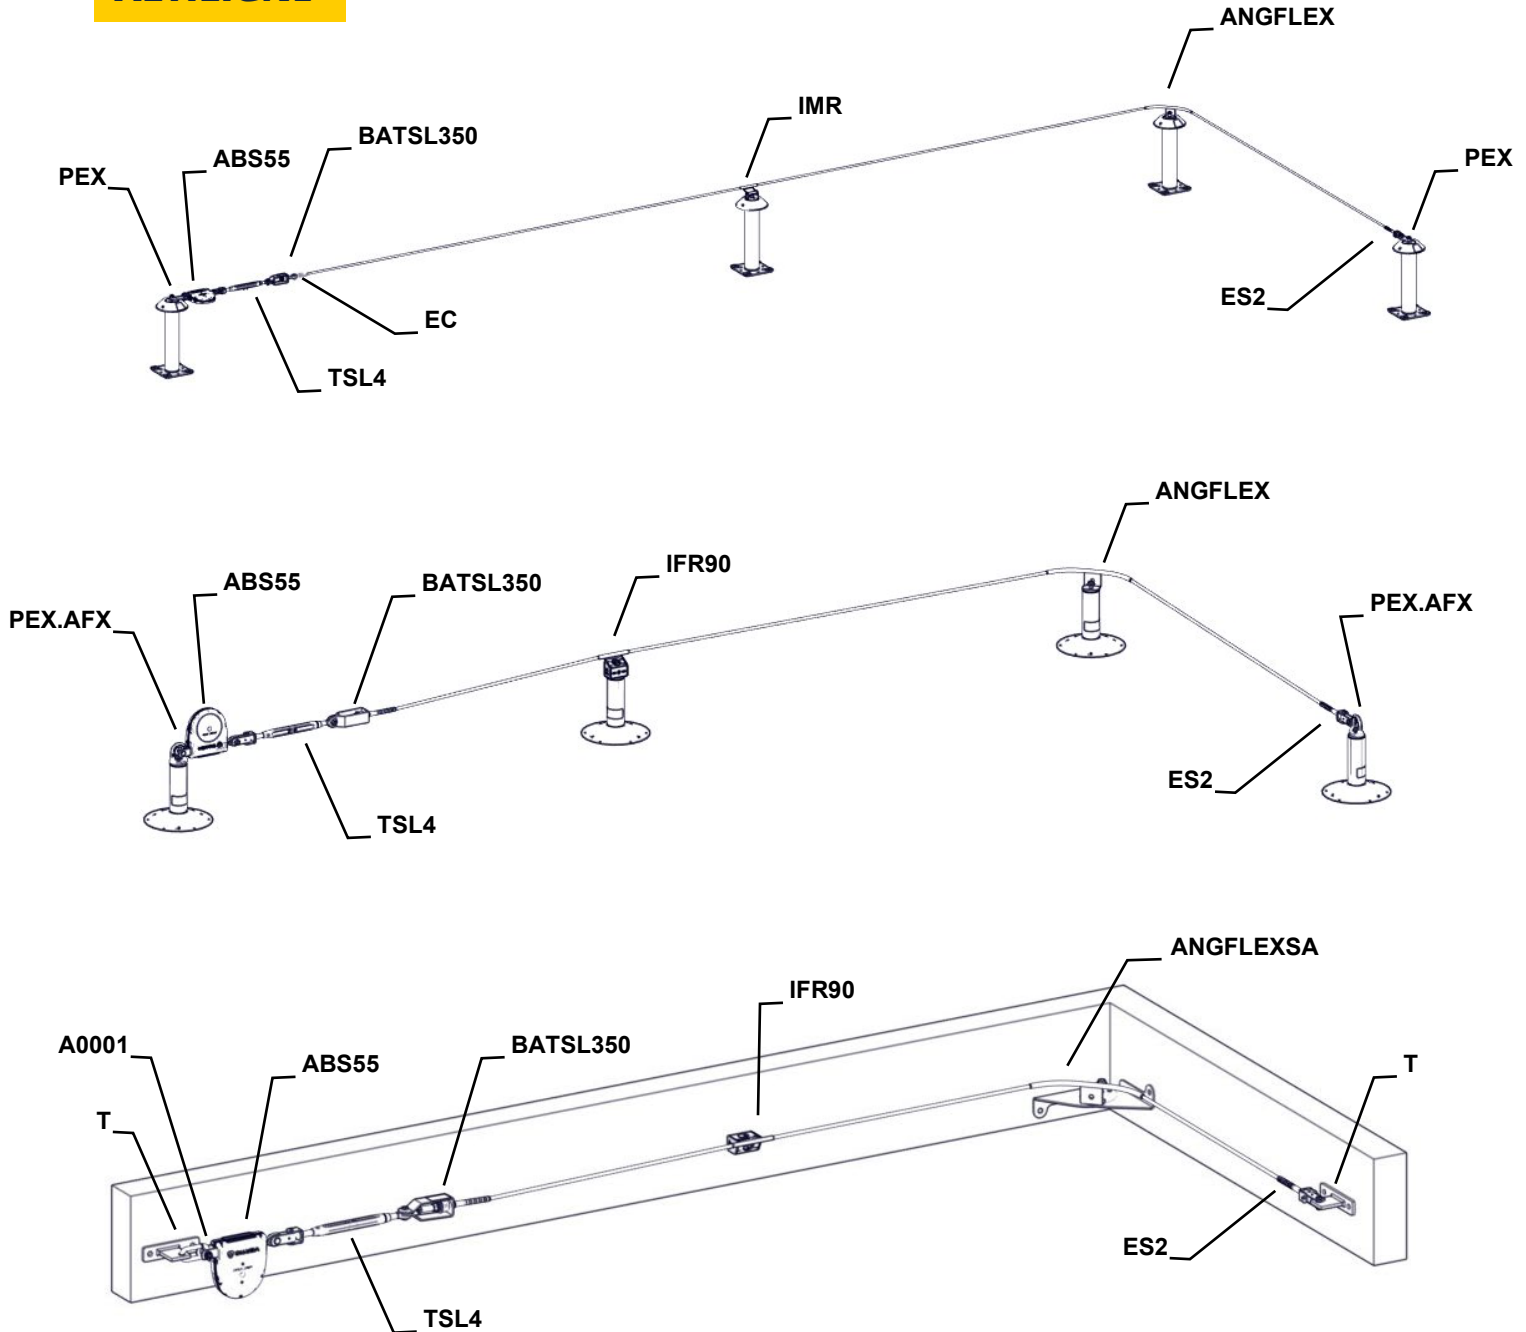 ANGFLEX
IMR
BATSL350
ABS55
PEX
PEX
ES2
EC
TSL4
ANGFLEX
IFR90
BATSL350
ABS55
PEX.AFX
PEX.AFX
ES2
TSL4
ANGFLEXSA
IFR90
BATSL350
A0001
ABS55
T
T
ES2
TSL4